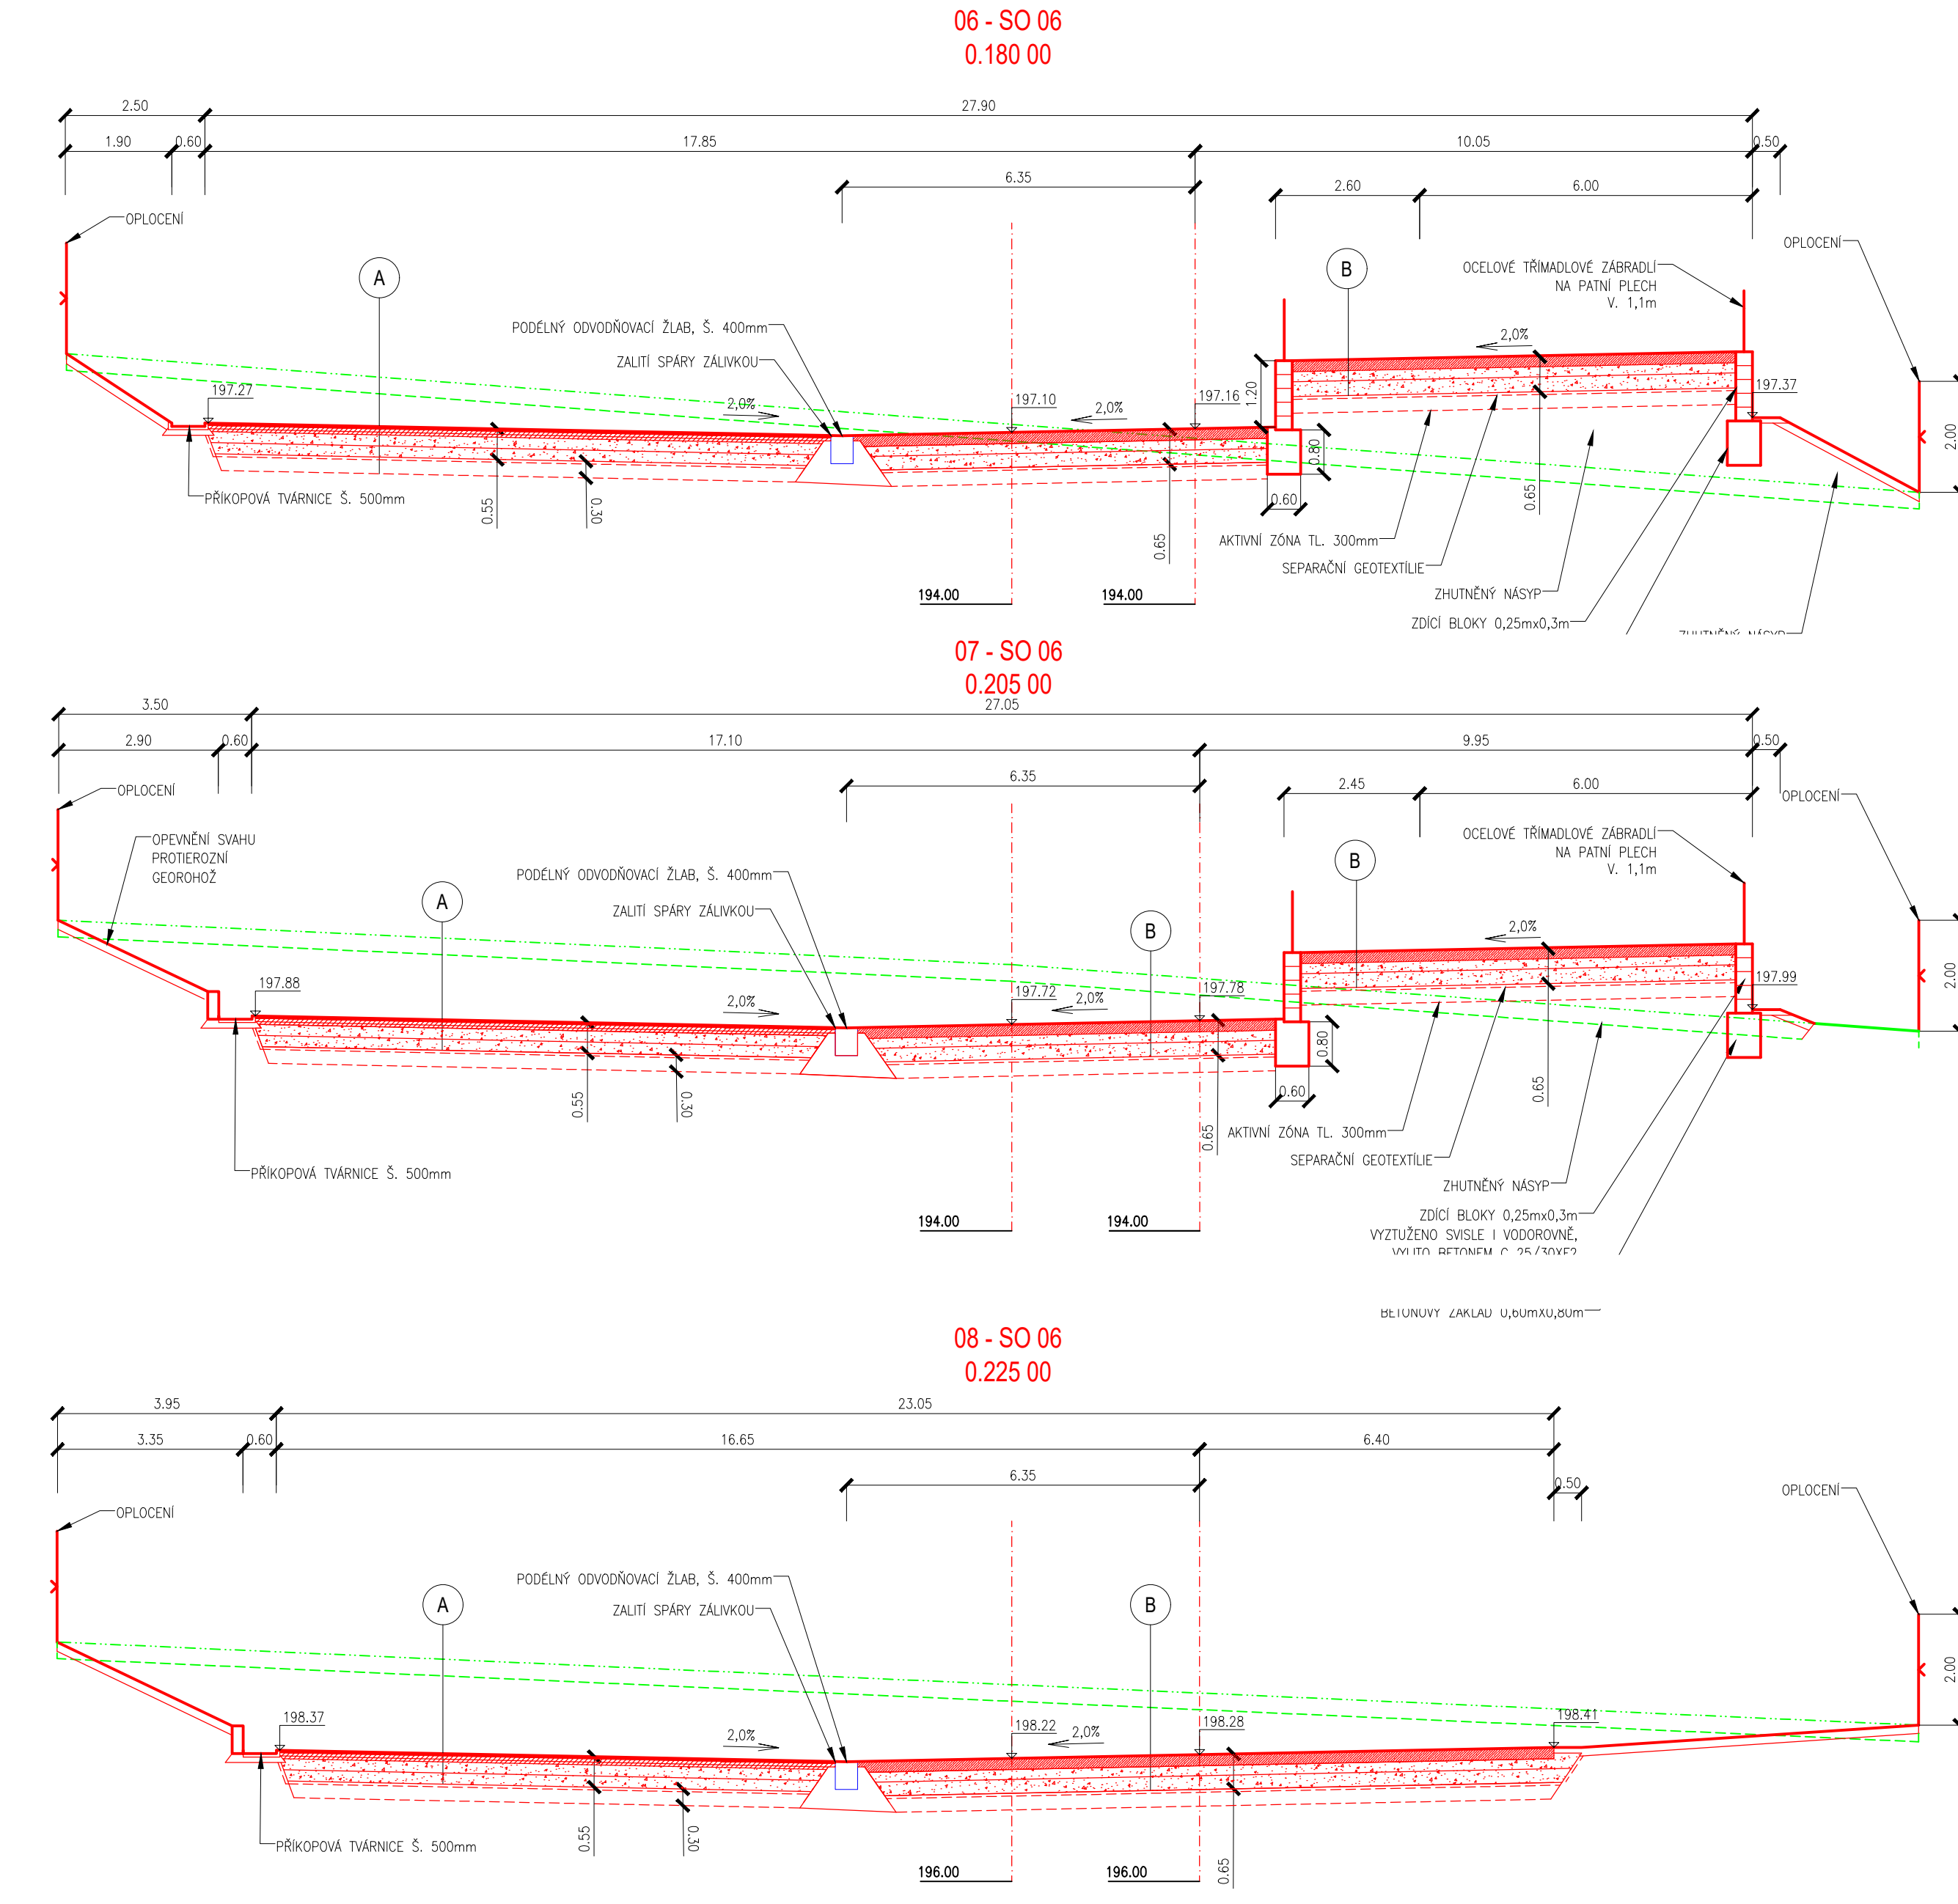 06 - SO 06
0.180 00
2.50
27.90
1.90
0.60
17.85
10.05
0.50
6.35
2.60
6.00
OPLOCENÍ
OPLOCENÍ
A
B
OCELOVÉ TŘÍMADLOVÉ ZÁBRADLÍ
NA PATNÍ PLECH
V. 1,1m
PODÉLNÝ ODVODŇOVACÍ ŽLAB, Š. 400mm
ZALITÍ SPÁRY ZÁLIVKOU
2,0%
197.27
2,0%
197.10
2,0%
197.16
1.20
197.37
2.00
0.80
PŘÍKOPOVÁ TVÁRNICE Š. 500mm
0.55
0.30
0.65
0.60
0.65
AKTIVNÍ ZÓNA TL. 300mm
SEPARAČNÍ GEOTEXTÍLIE
194.00
194.00
ZHUTNĚNÝ NÁSYP
ZDÍCÍ BLOKY 0,25mx0,3m
ZHUTNĚNÝ NÁSYP
07 - SO 06
0.205 00
3.50
27.05
2.90
0.60
17.10
9.95
0.50
6.35
2.45
6.00
OPLOCENÍ
OPLOCENÍ
OPEVNĚNÍ SVAHU
PROTIEROZNÍ
GEOROHOŽ
OCELOVÉ TŘÍMADLOVÉ ZÁBRADLÍ
NA PATNÍ PLECH
V. 1,1m
PODÉLNÝ ODVODŇOVACÍ ŽLAB, Š. 400mm
ZALITÍ SPÁRY ZÁLIVKOU
A
B
B
2,0%
197.88
2,0%
197.72
2,0%
197.78
197.99
2.00
0.80
0.55
0.30
0.65
0.60
0.65
PŘÍKOPOVÁ TVÁRNICE Š. 500mm
AKTIVNÍ ZÓNA TL. 300mm
SEPARAČNÍ GEOTEXTÍLIE
ZHUTNĚNÝ NÁSYP
194.00
194.00
ZDÍCÍ BLOKY 0,25mx0,3m
VYZTUŽENO SVISLE I VODOROVNĚ,
VYLITO BETONEM C 25/30XF2
BETONOVÝ ZÁKLAD 0,60mX0,80m
08 - SO 06
0.225 00
3.95
23.05
3.35
0.60
16.65
6.40
6.35
0.50
OPLOCENÍ
OPLOCENÍ
PODÉLNÝ ODVODŇOVACÍ ŽLAB, Š. 400mm
ZALITÍ SPÁRY ZÁLIVKOU
A
B
198.37
2,0%
198.22
2,0%
198.28
198.41
2.00
PŘÍKOPOVÁ TVÁRNICE Š. 500mm
0.55
0.30
0.65
196.00
196.00